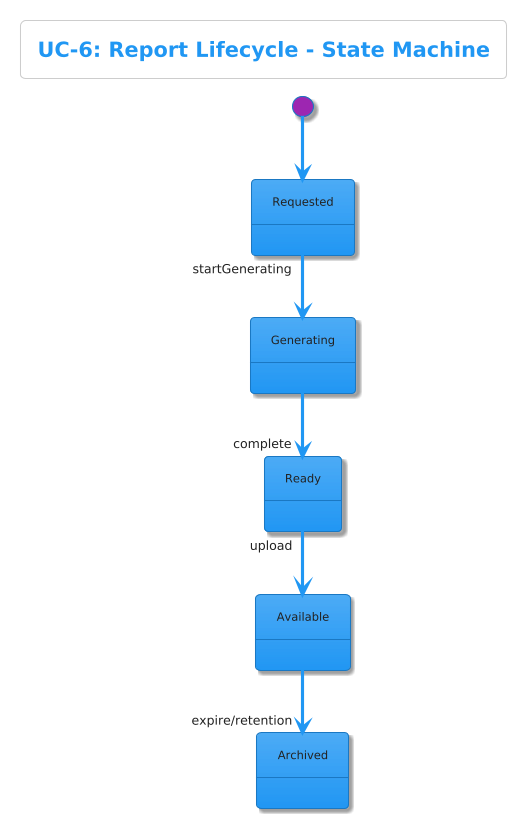 UC-6: Report Lifecycle - State Machine
Requested
startGenerating
Generating
complete
Ready
upload
Available
expire/retention
Archived